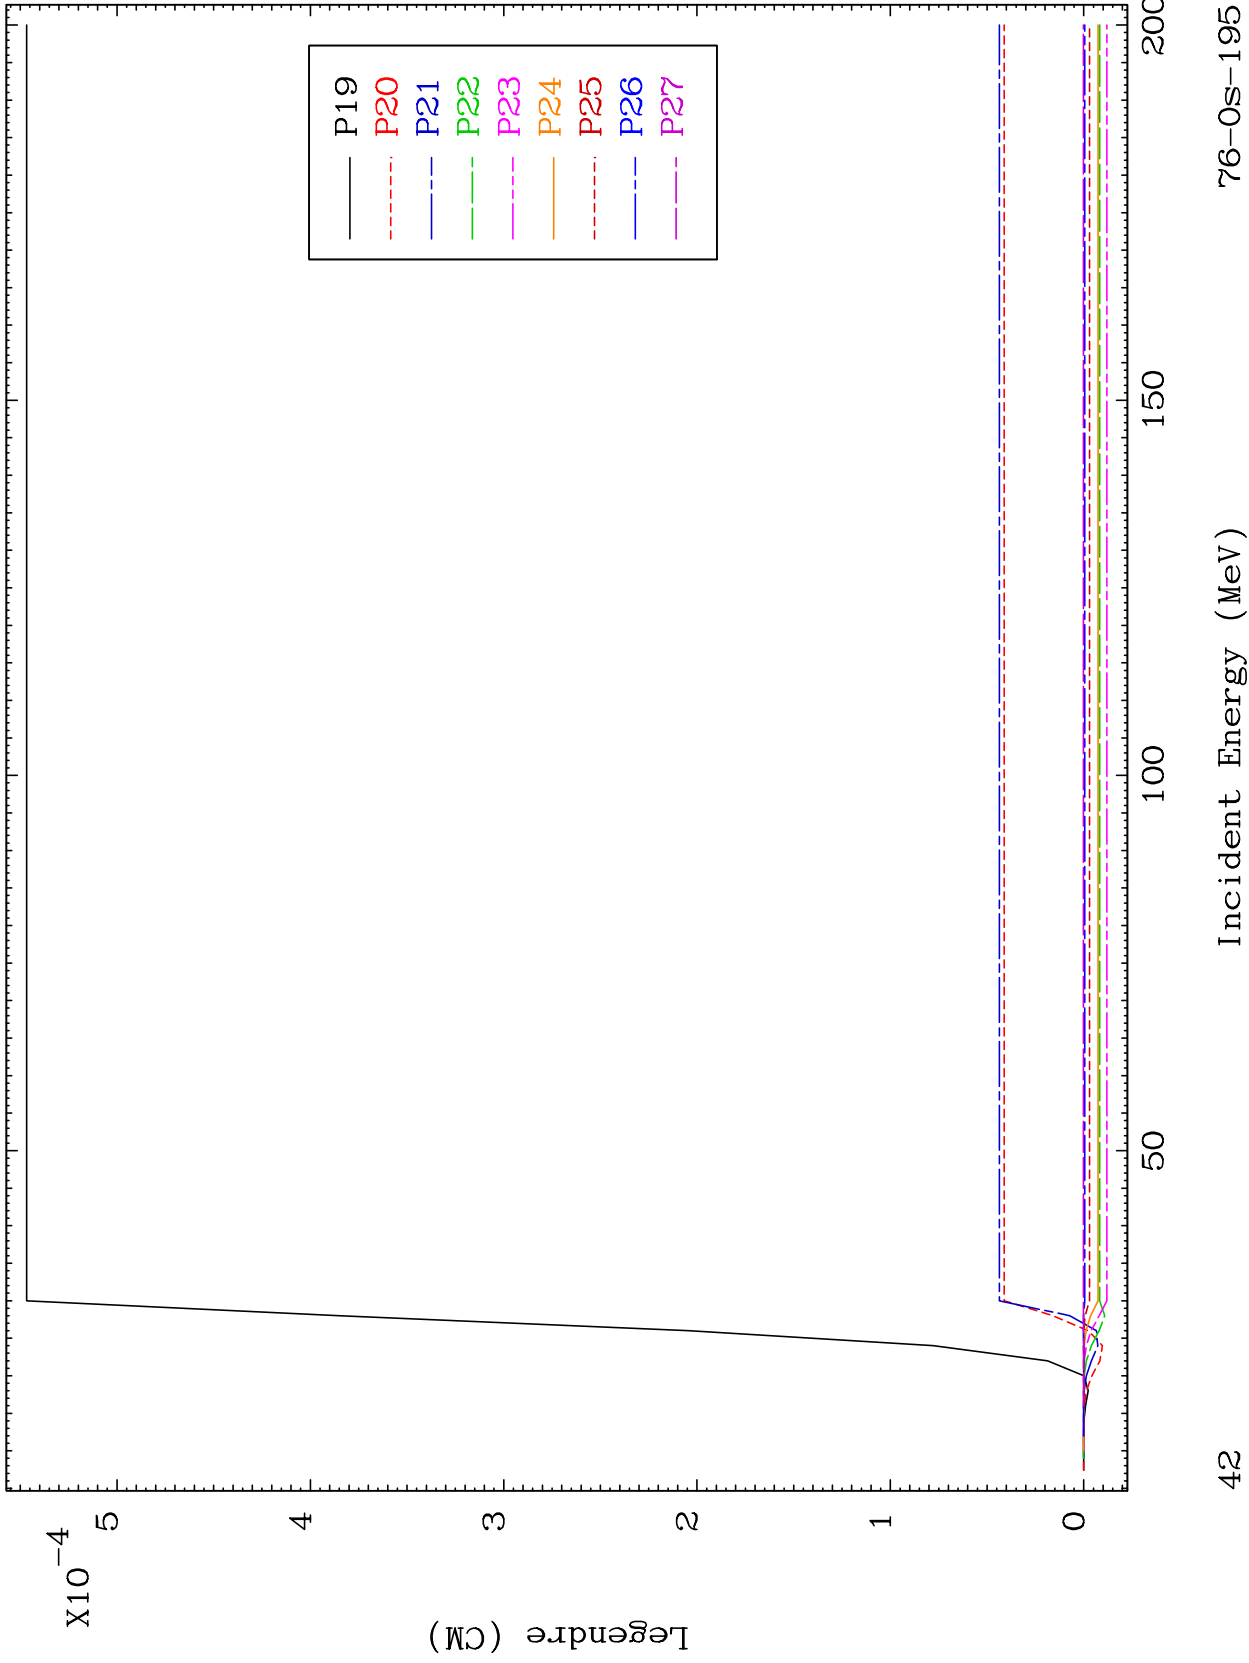 X10-4
5
4
3
2
1
0
Legendre (CM)
P19
P20
P21
P22
P23
P24
P25
P26
P27
50
100
150
200
Incident Energy (MeV)
42
76-Os-195